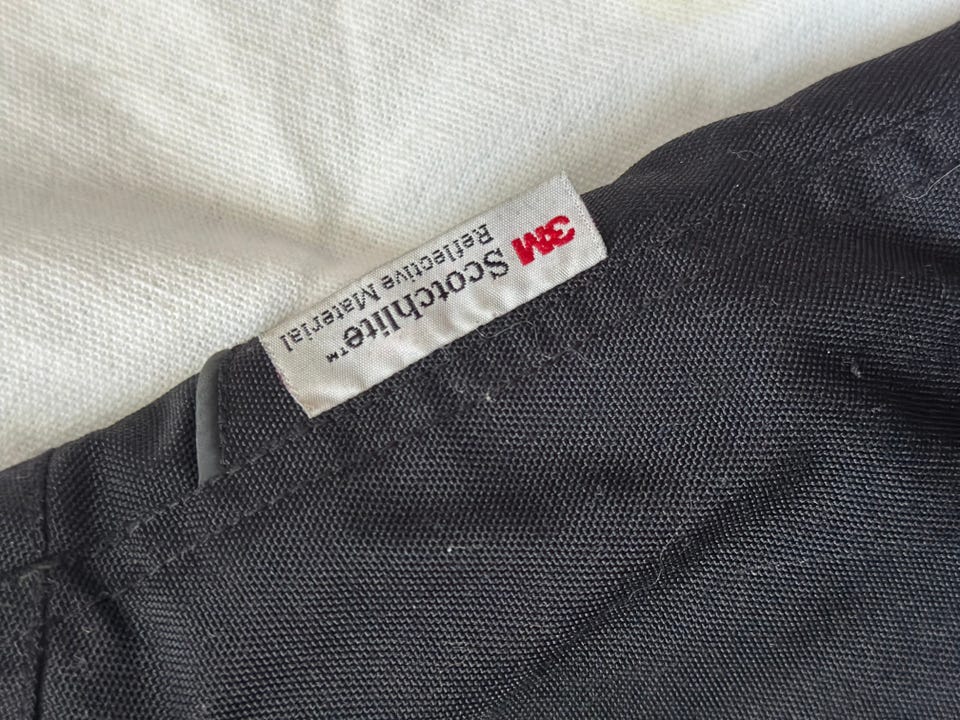 3M
Scotchlite™
Reflective Material